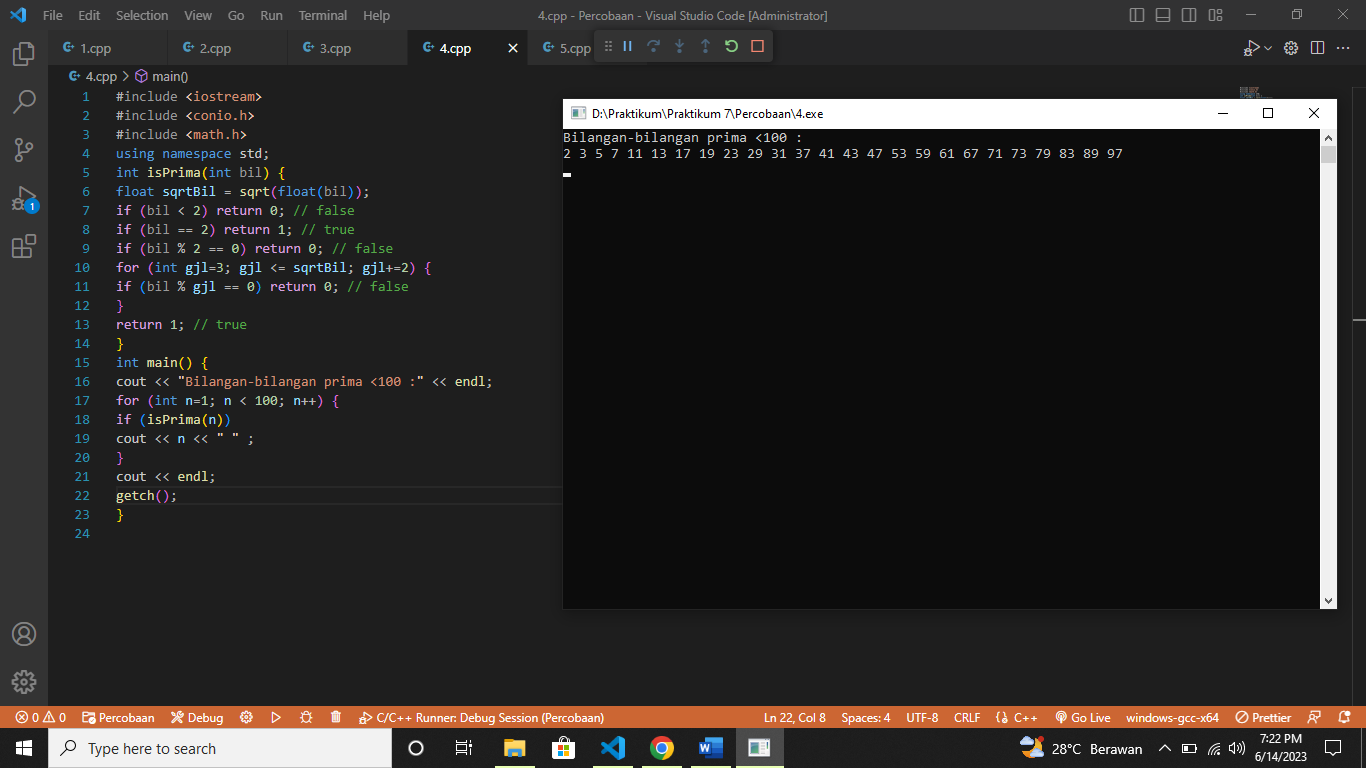 File Edit Selection View Go Run Terminal Help 4.cpp - Percobaan - Visual Studio Code [Administrator]
1.cpp 2.cpp 3.cpp 4.cpp 5.cpp
4.cpp > main()
1 #include <iostream>
2 #include <conio.h>
3 #include <math.h>
4 using namespace std;
5 int isPrima(int bil) {
6 float sqrtBil = sqrt(float(bil));
7 if (bil < 2) return 0; // false
8 if (bil == 2) return 1; // true
9 if (bil % 2 == 0) return 0; // false
10 for (int gjl=3; gjl <= sqrtBil; gjl+=2) {
11 if (bil % gjl == 0) return 0; // false
12 }
13 return 1; // true
14 }
15 int main() {
16 cout << "Bilangan-bilangan prima <100 :" << endl;
17 for (int n=1; n < 100; n++) {
18 if (isPrima(n))
19 cout << n << " " ;
20 }
21 cout << endl;
22 getch();
23 }
24
D:\Praktikum\Praktikum 7\Percobaan\4.exe
Bilangan-bilangan prima <100 :
2 3 5 7 11 13 17 19 23 29 31 37 41 43 47 53 59 61 67 71 73 79 83 89 97
1
0 0 Percobaan Debug C/C++ Runner: Debug Session (Percobaan) Ln 22, Col 8 Spaces: 4 UTF-8 CRLF {} C++ Go Live windows-gcc-x64 Prettier
Type here to search 28°C Berawan 7:22 PM
6/14/2023